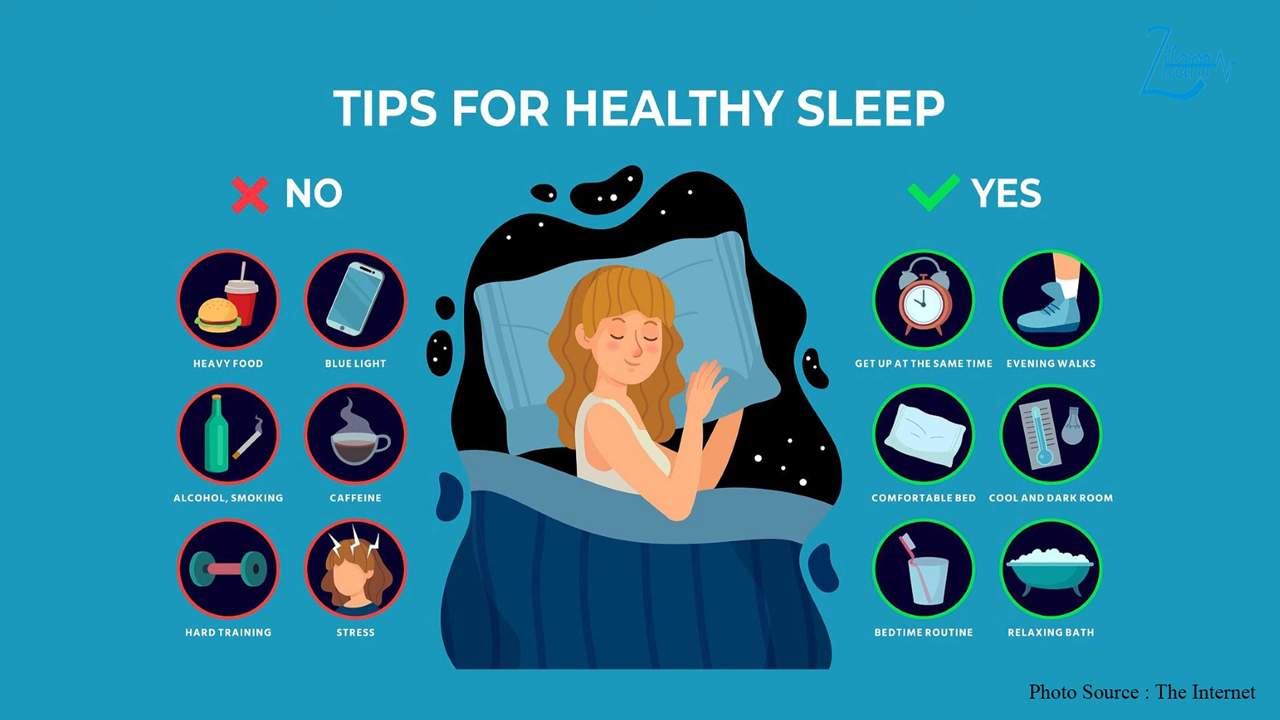 TIPS FOR HEALTHY SLEEP
NO
HEAVY FOOD
BLUE LIGHT
ALCOHOL, SMOKING
CAFFEINE
HARD TRAINING
STRESS
YES
GET UP AT THE SAME TIME
EVENING WALKS
COMFORTABLE BED
COOL AND DARK ROOM
BEDTIME ROUTINE
RELAXING BATH
Photo Source : The Internet